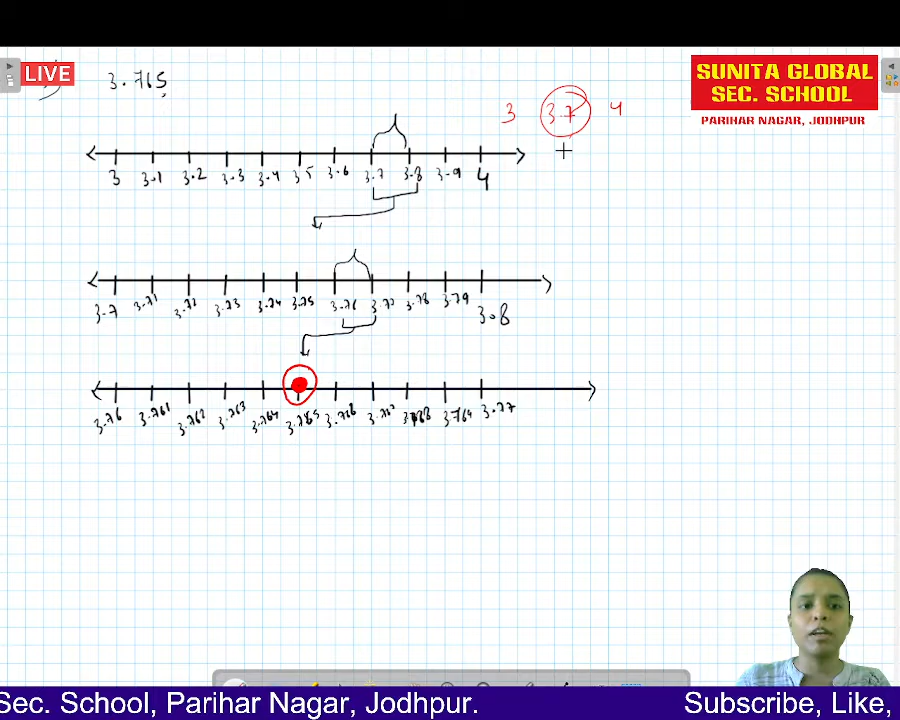 LIVE
3.765
SUNITA GLOBAL
SEC. SCHOOL
PARIHAR NAGAR, JODHPUR
3 3.7 4
3 3.1 3.2 3.3 3.4 3.5 3.6 3.7 3.8 3.9 4
3.7 3.71 3.72 3.73 3.74 3.75 3.76 3.77 3.78 3.79 3.8
3.76 3.761 3.762 3.763 3.764 3.765 3.766 3.767 3.768 3.769 3.77
Sec. School, Parihar Nagar, Jodhpur. Subscribe, Like,